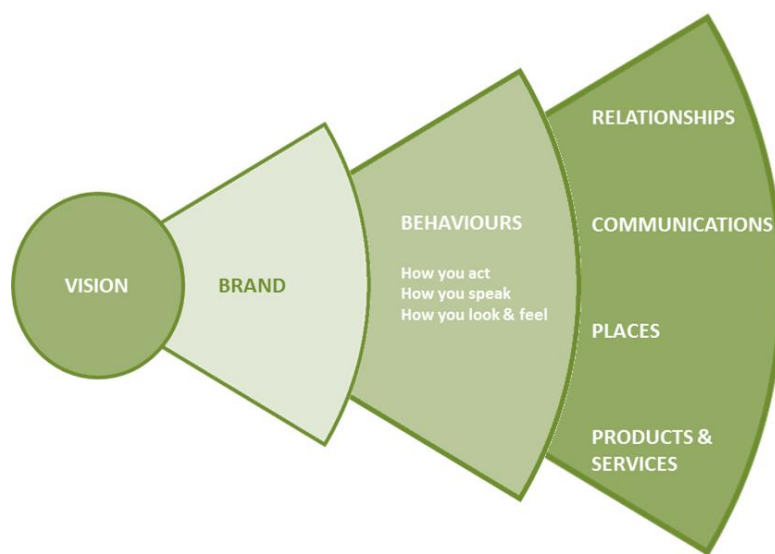 VISION
BRAND
BEHAVIOURS
How you act
How you speak
How you look & feel
RELATIONSHIPS
COMMUNICATIONS
PLACES
PRODUCTS &
SERVICES